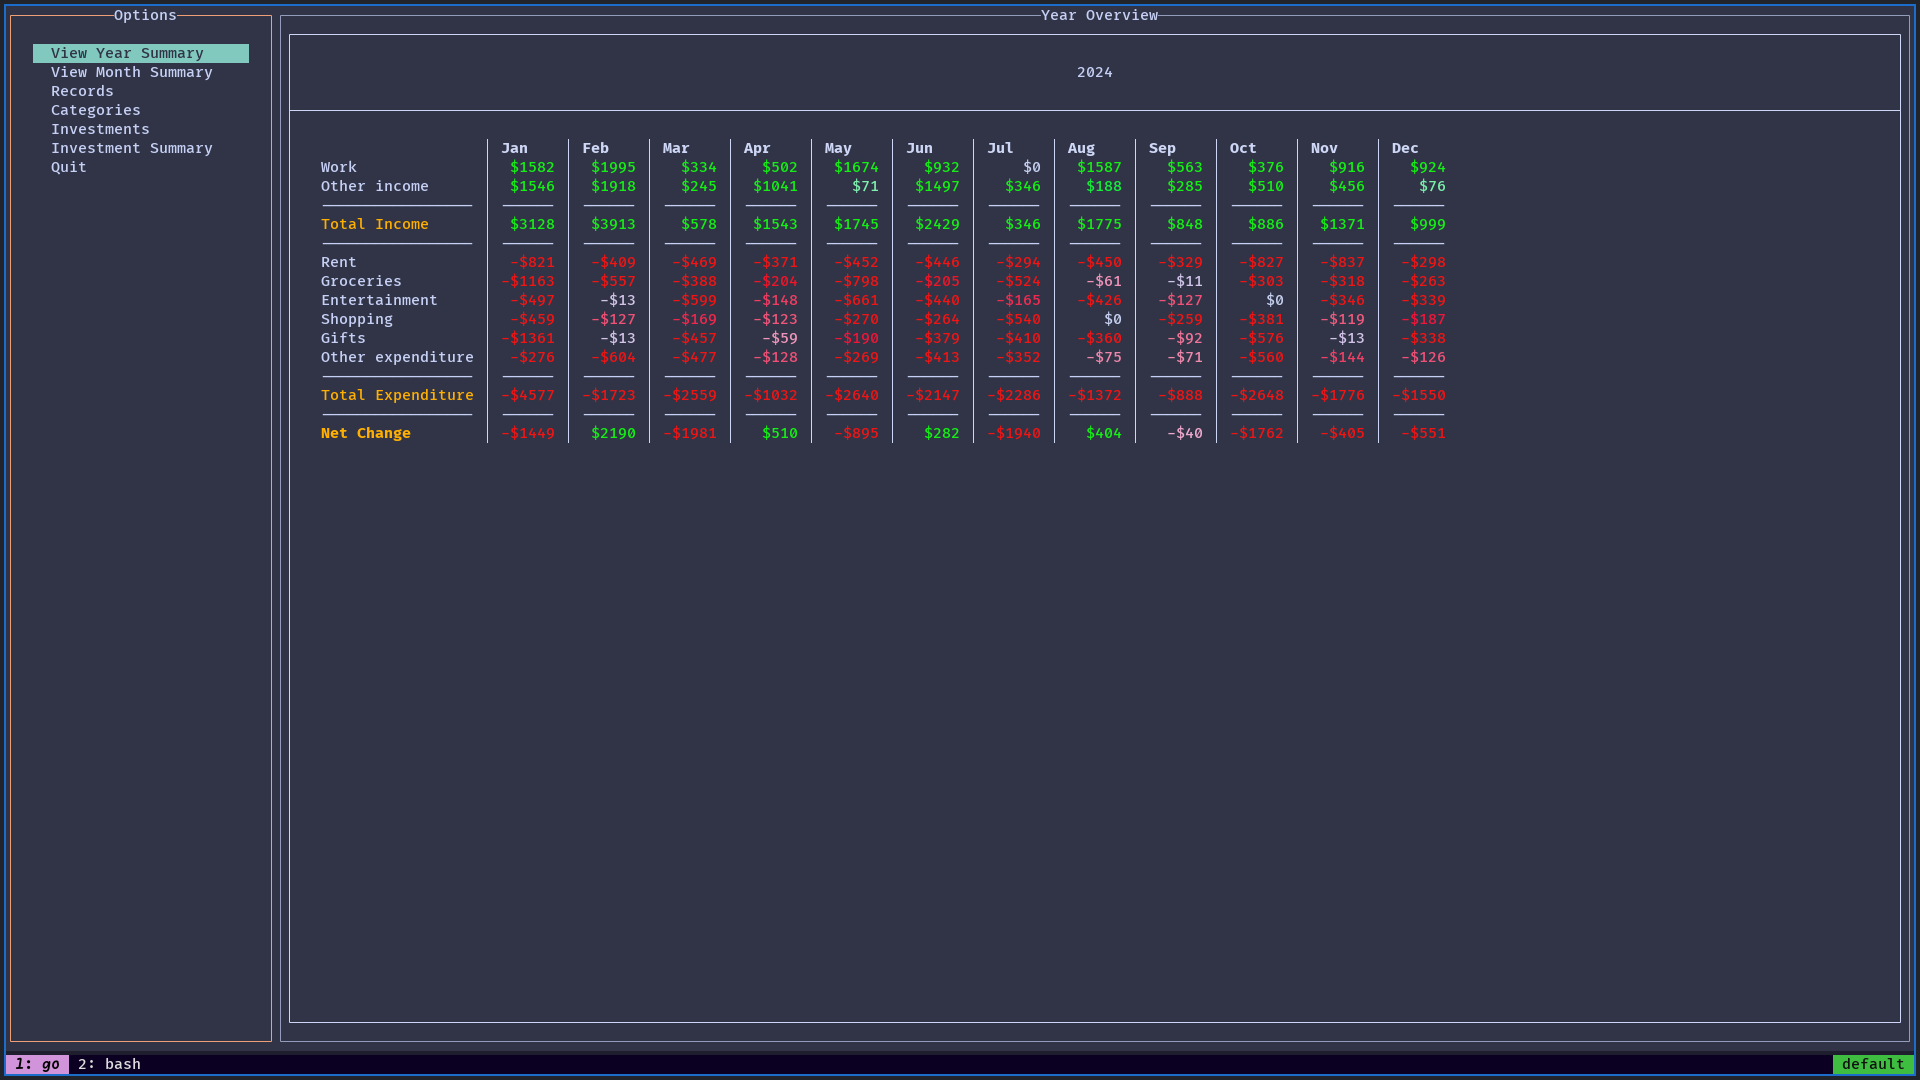 Options
Year Overview
View Year Summary
View Month Summary
Records
Categories
Investments
Investment Summary
Quit
2024
Jan Feb Mar Apr May Jun Jul Aug Sep Oct Nov Dec
Work $1582 $1995 $334 $502 $1674 $932 $0 $1587 $563 $376 $916 $924
Other income $1546 $1918 $245 $1041 $71 $1497 $346 $188 $285 $510 $456 $76
Total Income $3128 $3913 $578 $1543 $1745 $2429 $346 $1775 $848 $886 $1371 $999
Rent -$821 -$409 -$469 -$371 -$452 -$446 -$294 -$450 -$329 -$827 -$837 -$298
Groceries -$1163 -$557 -$388 -$204 -$798 -$205 -$524 -$61 -$11 -$303 -$318 -$263
Entertainment -$497 -$13 -$599 -$148 -$661 -$440 -$165 -$426 -$127 $0 -$346 -$339
Shopping -$459 -$127 -$169 -$123 -$270 -$264 -$540 $0 -$259 -$381 -$119 -$187
Gifts -$1361 -$13 -$457 -$59 -$190 -$379 -$410 -$360 -$92 -$576 -$13 -$338
Other expenditure -$276 -$604 -$477 -$128 -$269 -$413 -$352 -$75 -$71 -$560 -$144 -$126
Total Expenditure -$4577 -$1723 -$2559 -$1032 -$2640 -$2147 -$2286 -$1372 -$888 -$2648 -$1776 -$1550
Net Change -$1449 $2190 -$1981 $510 -$895 $282 -$1940 $404 -$40 -$1762 -$405 -$551
1: go 2: bash default